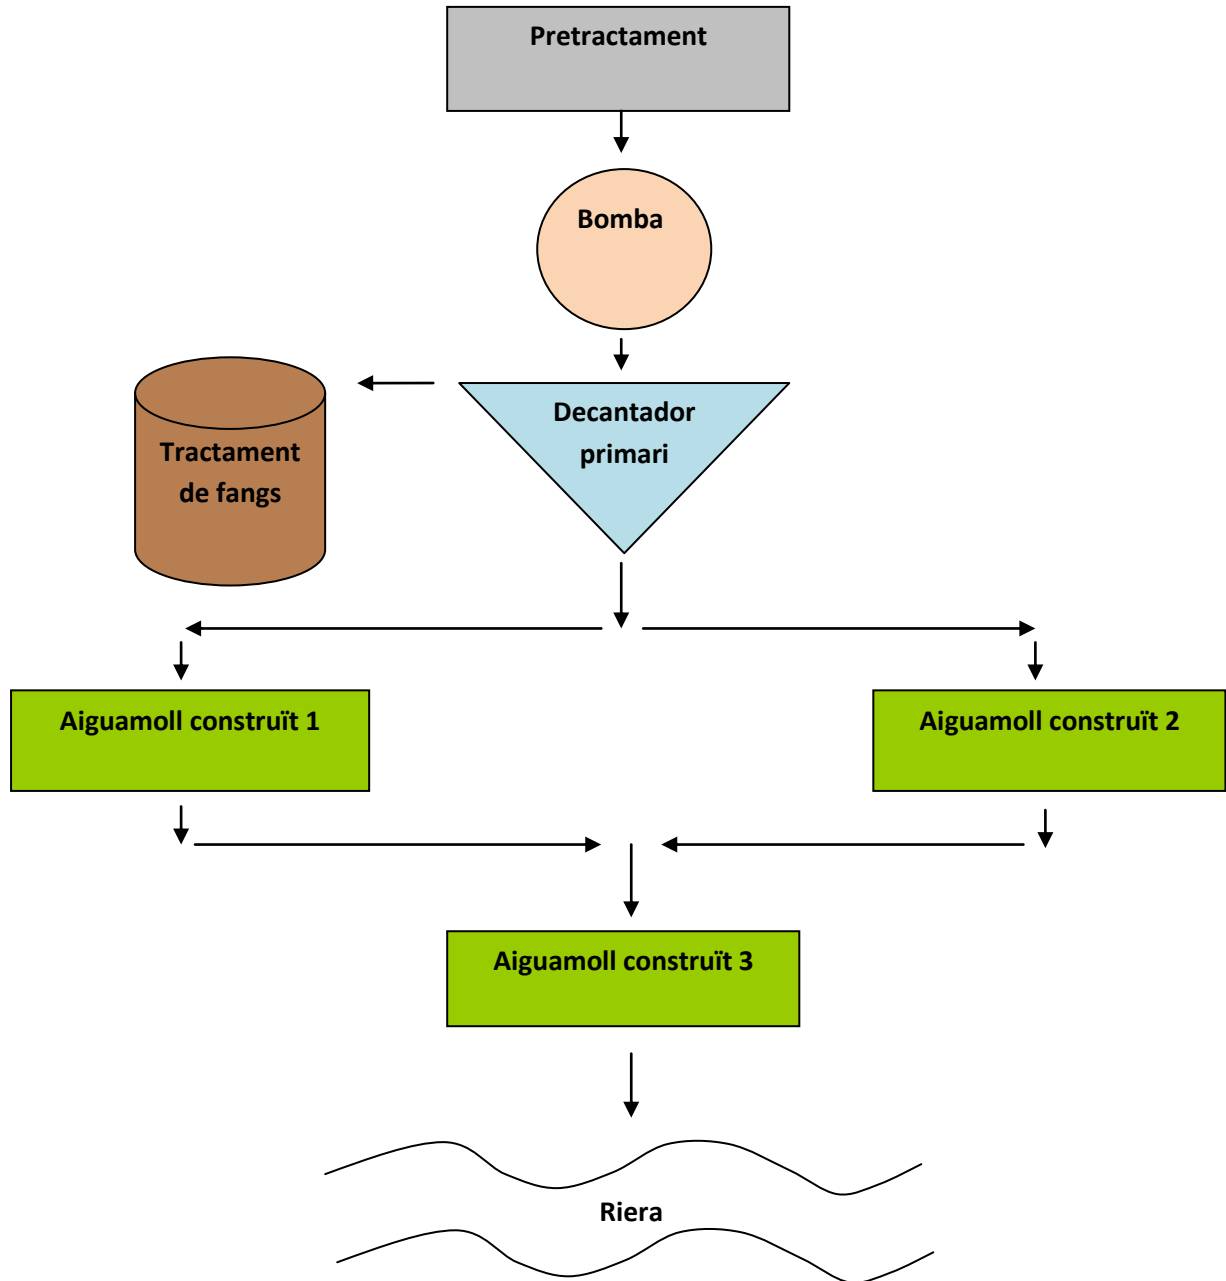 Pretractament
Bomba
Decantador
primari
Tractament
de fangs
Aiguamoll construït 1
Aiguamoll construït 2
Aiguamoll construït 3
Riera